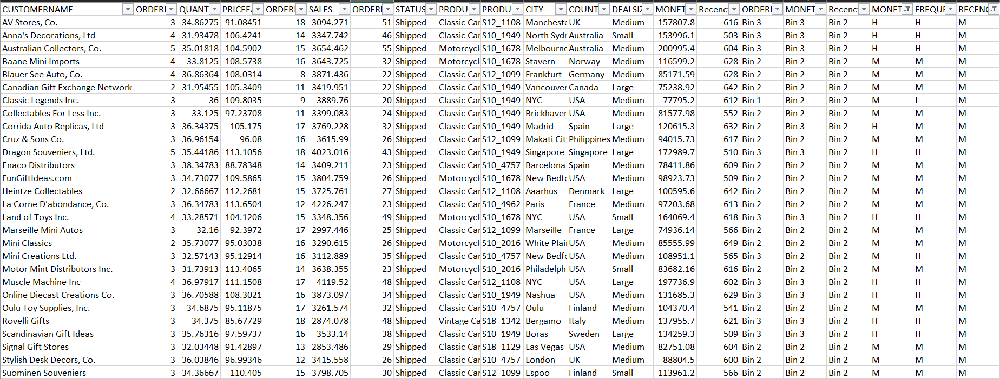 CUSTOMERNAME ORDERI QUANT PRICEEA ORDERI SALES ORDERI STATUS PRODU PRODU CITY COUNT DEALSIZ MONET Recency ORDERI MONET Recency MONET FREQUE RECENC
AV Stores, Co. 3 34.86275 91.08451 18 3094.271 51 Shipped Classic Car S12_1108 Mancheste UK Medium 157807.8 616 Bin 3 Bin 3 Bin 2 H H M
Anna's Decorations, Ltd 4 31.93478 106.4241 14 3347.742 46 Shipped Classic Car S10_1949 North Sydn Australia Small 153996.1 503 Bin 3 Bin 3 Bin 2 H H M
Australian Collectors, Co. 5 35.01818 104.5902 15 3654.462 55 Shipped Motorcycl S10_1678 Melbourne Australia Medium 200995.4 604 Bin 3 Bin 3 Bin 2 H H M
Baane Mini Imports 4 33.8125 108.5738 16 3643.725 32 Shipped Motorcycl S10_1678 Stavern Norway Medium 116599.2 628 Bin 2 Bin 2 Bin 2 M M M
Blauer See Auto, Co. 4 36.86364 108.0314 8 3871.436 22 Shipped Classic Car S12_1099 Frankfurt Germany Medium 85171.59 628 Bin 2 Bin 2 Bin 2 M M M
Canadian Gift Exchange Network 2 31.95455 105.3409 11 3419.951 22 Shipped Classic Car S10_1949 Vancouver Canada Large 75238.92 642 Bin 2 Bin 2 Bin 2 M M M
Classic Legends Inc. 3 36 109.8035 9 3889.76 20 Shipped Classic Car S10_1949 NYC USA Medium 77795.2 612 Bin 1 Bin 2 Bin 2 M L M
Collectables For Less Inc. 3 33.125 97.23708 11 3399.083 24 Shipped Classic Car S10_1949 Brickhaven USA Medium 81577.98 552 Bin 2 Bin 2 Bin 2 M M M
Corrida Auto Replicas, Ltd 3 36.34375 105.175 17 3769.228 32 Shipped Classic Car S10_1949 Madrid Spain Large 120615.3 632 Bin 2 Bin 3 Bin 2 H M M
Cruz & Sons Co. 3 36.96154 96.08 16 3615.99 26 Shipped Classic Car S12_1099 Makati Cit Philippines Medium 94015.73 617 Bin 2 Bin 2 Bin 2 M M M
Dragon Souveniers, Ltd. 5 35.44186 113.1056 18 4023.016 43 Shipped Classic Car S10_1949 Singapore Singapore Large 172989.7 510 Bin 3 Bin 3 Bin 2 H H M
Enaco Distributors 3 38.34783 88.78348 14 3409.211 23 Shipped Classic Car S10_4757 Barcelona Spain Medium 78411.86 609 Bin 2 Bin 2 Bin 2 M M M
FunGiftIdeas.com 3 34.73077 109.5865 15 3804.759 26 Shipped Motorcycl S10_1678 New Bedfo USA Medium 98923.73 509 Bin 2 Bin 2 Bin 2 M M M
Heintze Collectables 2 32.66667 112.2681 15 3725.761 27 Shipped Classic Car S12_1108 Aaarhus Denmark Large 100595.6 642 Bin 2 Bin 2 Bin 2 M M M
La Corne D'abondance, Co. 3 36.34783 113.6504 12 4226.247 23 Shipped Classic Car S10_4962 Paris France Medium 97203.68 613 Bin 2 Bin 2 Bin 2 M M M
Land of Toys Inc. 4 33.28571 104.1206 15 3348.356 49 Shipped Motorcycl S10_1678 NYC USA Small 164069.4 618 Bin 3 Bin 3 Bin 2 H H M
Marseille Mini Autos 3 32.16 92.3972 17 2997.446 25 Shipped Classic Car S12_1099 Marseille France Large 74936.14 566 Bin 2 Bin 2 Bin 2 M M M
Mini Classics 2 35.73077 95.03038 16 3290.615 26 Shipped Motorcycl S10_2016 White Plai USA Medium 85555.99 649 Bin 2 Bin 2 Bin 2 M M M
Mini Creations Ltd. 3 32.57143 95.12914 16 3112.889 35 Shipped Classic Car S10_4757 New Bedfo USA Medium 108951.1 565 Bin 3 Bin 2 Bin 2 M H M
Motor Mint Distributors Inc. 3 31.73913 113.4065 14 3638.355 23 Shipped Motorcycl S10_2016 Philadelph USA Small 83682.16 616 Bin 2 Bin 2 Bin 2 M M M
Muscle Machine Inc 4 36.97917 111.1508 17 4119.52 48 Shipped Classic Car S12_1108 NYC USA Large 197736.9 602 Bin 3 Bin 3 Bin 2 H H M
Online Diecast Creations Co. 3 36.70588 108.3021 16 3873.097 34 Shipped Classic Car S10_1949 Nashua USA Medium 131685.3 629 Bin 3 Bin 3 Bin 2 H H M
Oulu Toy Supplies, Inc. 3 34.6875 95.11875 17 3261.574 32 Shipped Classic Car S10_4757 Oulu Finland Medium 104370.4 541 Bin 2 Bin 2 Bin 2 M M M
Rovelli Gifts 3 34.375 85.67729 18 2874.078 48 Shipped Vintage Ca S18_1342 Bergamo Italy Medium 137955.7 621 Bin 3 Bin 3 Bin 2 H H M
Scandinavian Gift Ideas 3 35.76316 97.59737 16 3533.14 38 Shipped Classic Car S10_1949 Boras Sweden Large 134259.3 509 Bin 3 Bin 3 Bin 2 H H M
Signal Gift Stores 3 32.03448 91.42897 13 2853.486 29 Shipped Classic Car S18_1129 Las Vegas USA Medium 82751.08 604 Bin 2 Bin 2 Bin 2 M M M
Stylish Desk Decors, Co. 3 36.03846 96.99346 12 3415.558 26 Shipped Classic Car S10_4757 London UK Medium 88804.5 600 Bin 2 Bin 2 Bin 2 M M M
Suominen Souveniers 3 34.36667 110.405 15 3798.705 30 Shipped Classic Car S12_1099 Espoo Finland Small 113961.2 566 Bin 2 Bin 2 Bin 2 M M M